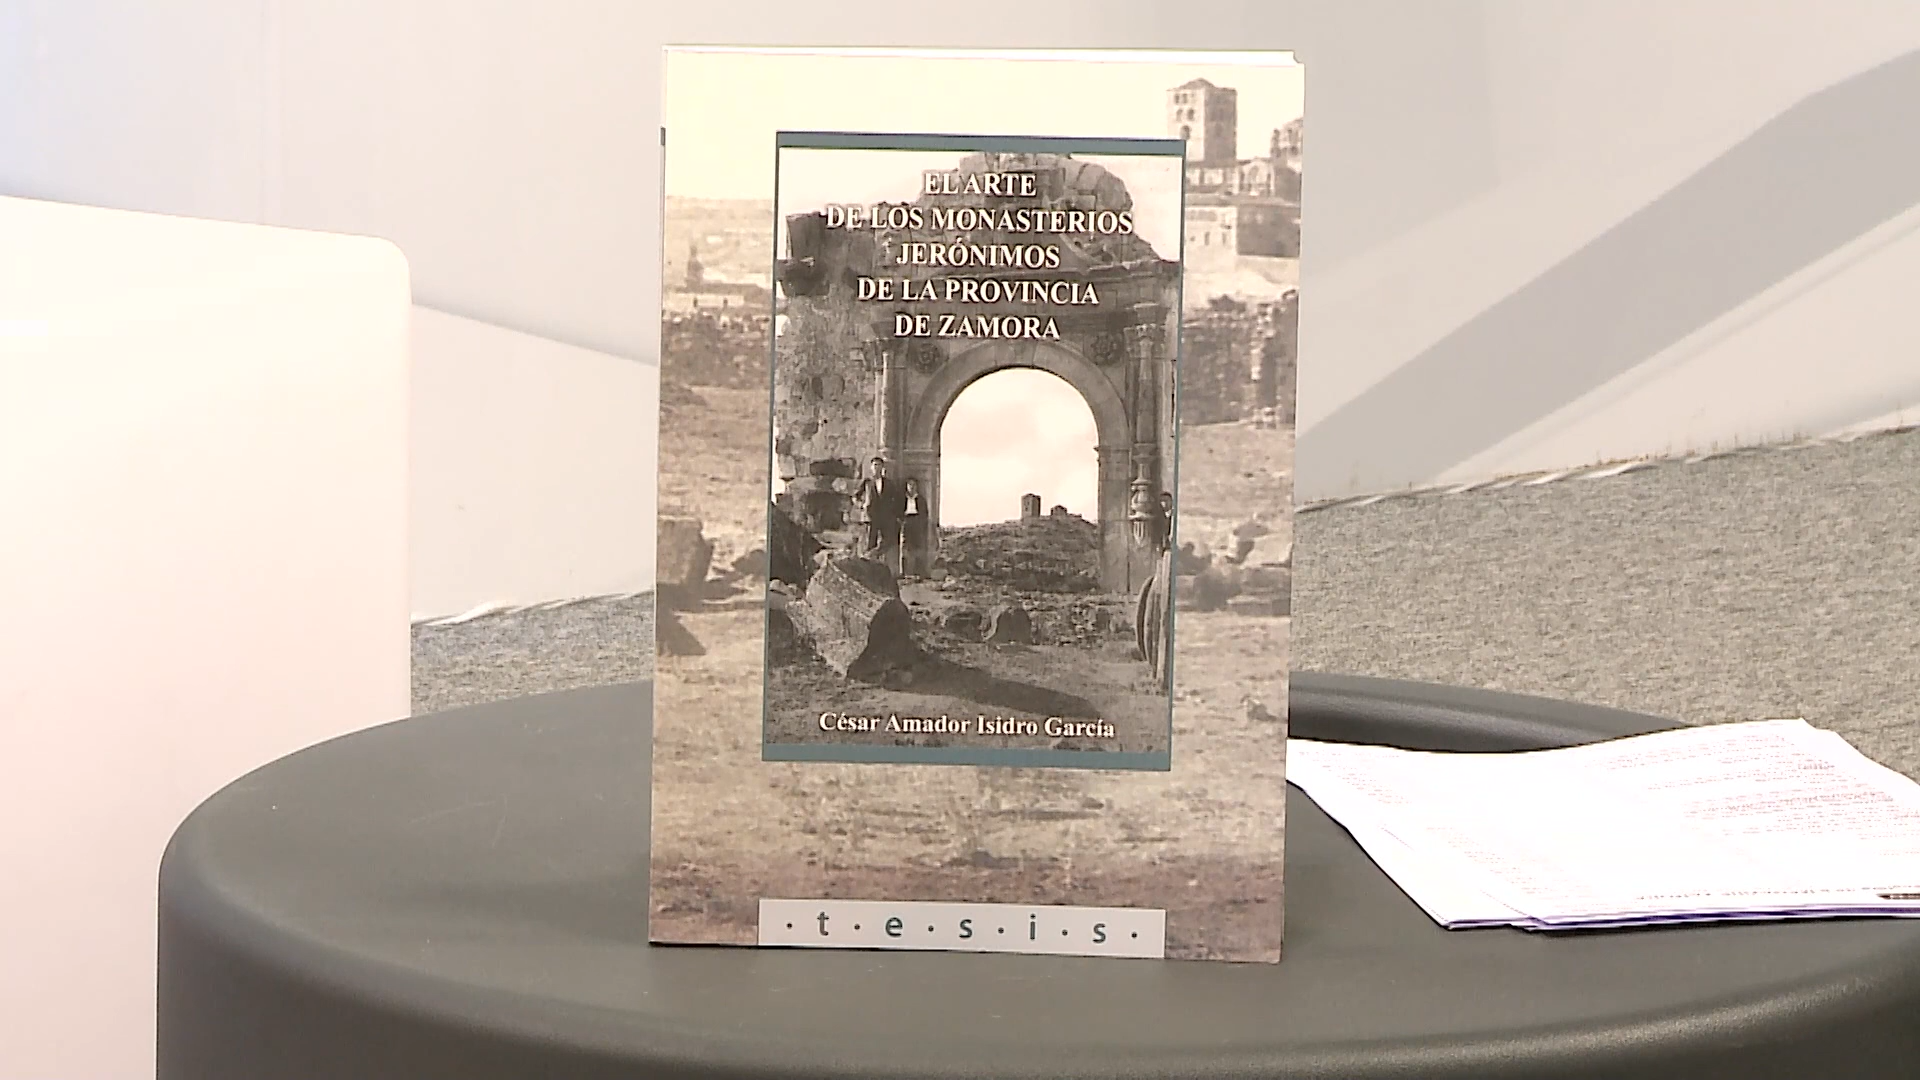 EL ARTE
DE LOS MONASTERIOS
JERÓNIMOS
DE LA PROVINCIA
DE ZAMORA
César Amador Isidro García
· t · e · s · i · s ·